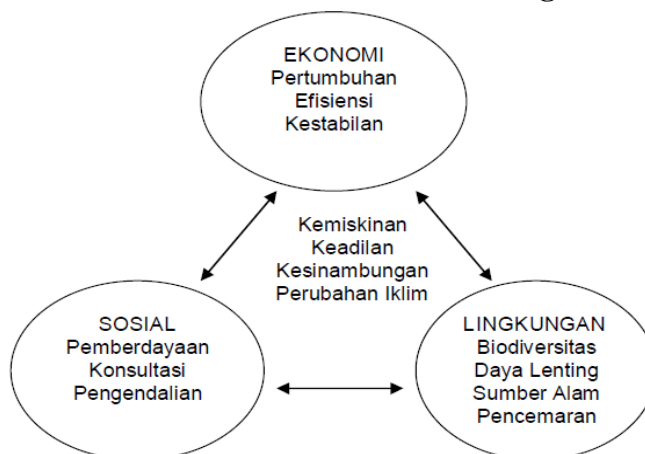 EKONOMI
Pertumbuhan
Efisiensi
Kestabilan
Kemiskinan
Keadilan
Kesinambungan
Perubahan Iklim
SOSIAL
Pemberdayaan
Konsultasi
Pengendalian
LINGKUNGAN
Biodiversitas
Daya Lenting
Sumber Alam
Pencemaran